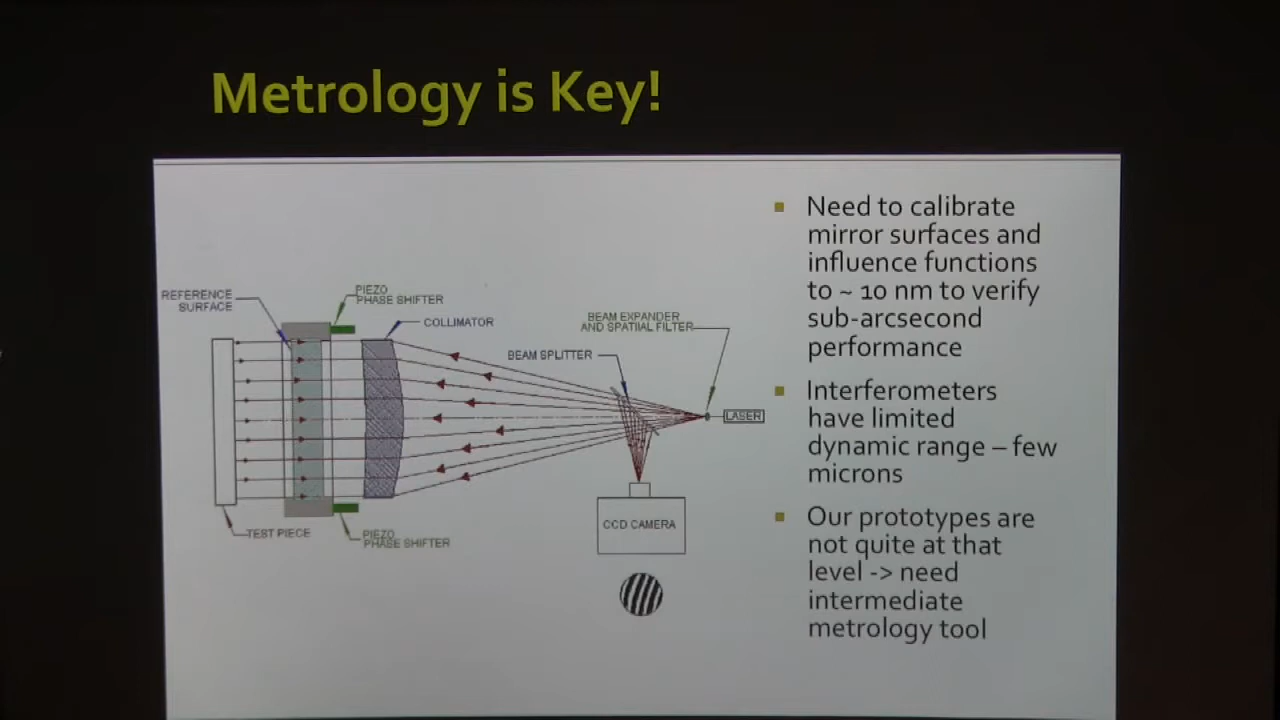 Metrology is Key!
REFERENCE
SURFACE
PIEZO
PHASE SHIFTER
COLLIMATOR
BEAM EXPANDER
AND SPATIAL FILTER
BEAM SPLITTER
LASER
TEST PIECE
PIEZO
PHASE SHIFTER
CCD CAMERA
Need to calibrate
mirror surfaces and
influence functions
to ~ 10 nm to verify
sub-arcsecond
performance
Interferometers
have limited
dynamic range – few
microns
Our prototypes are
not quite at that
level -> need
intermediate
metrology tool